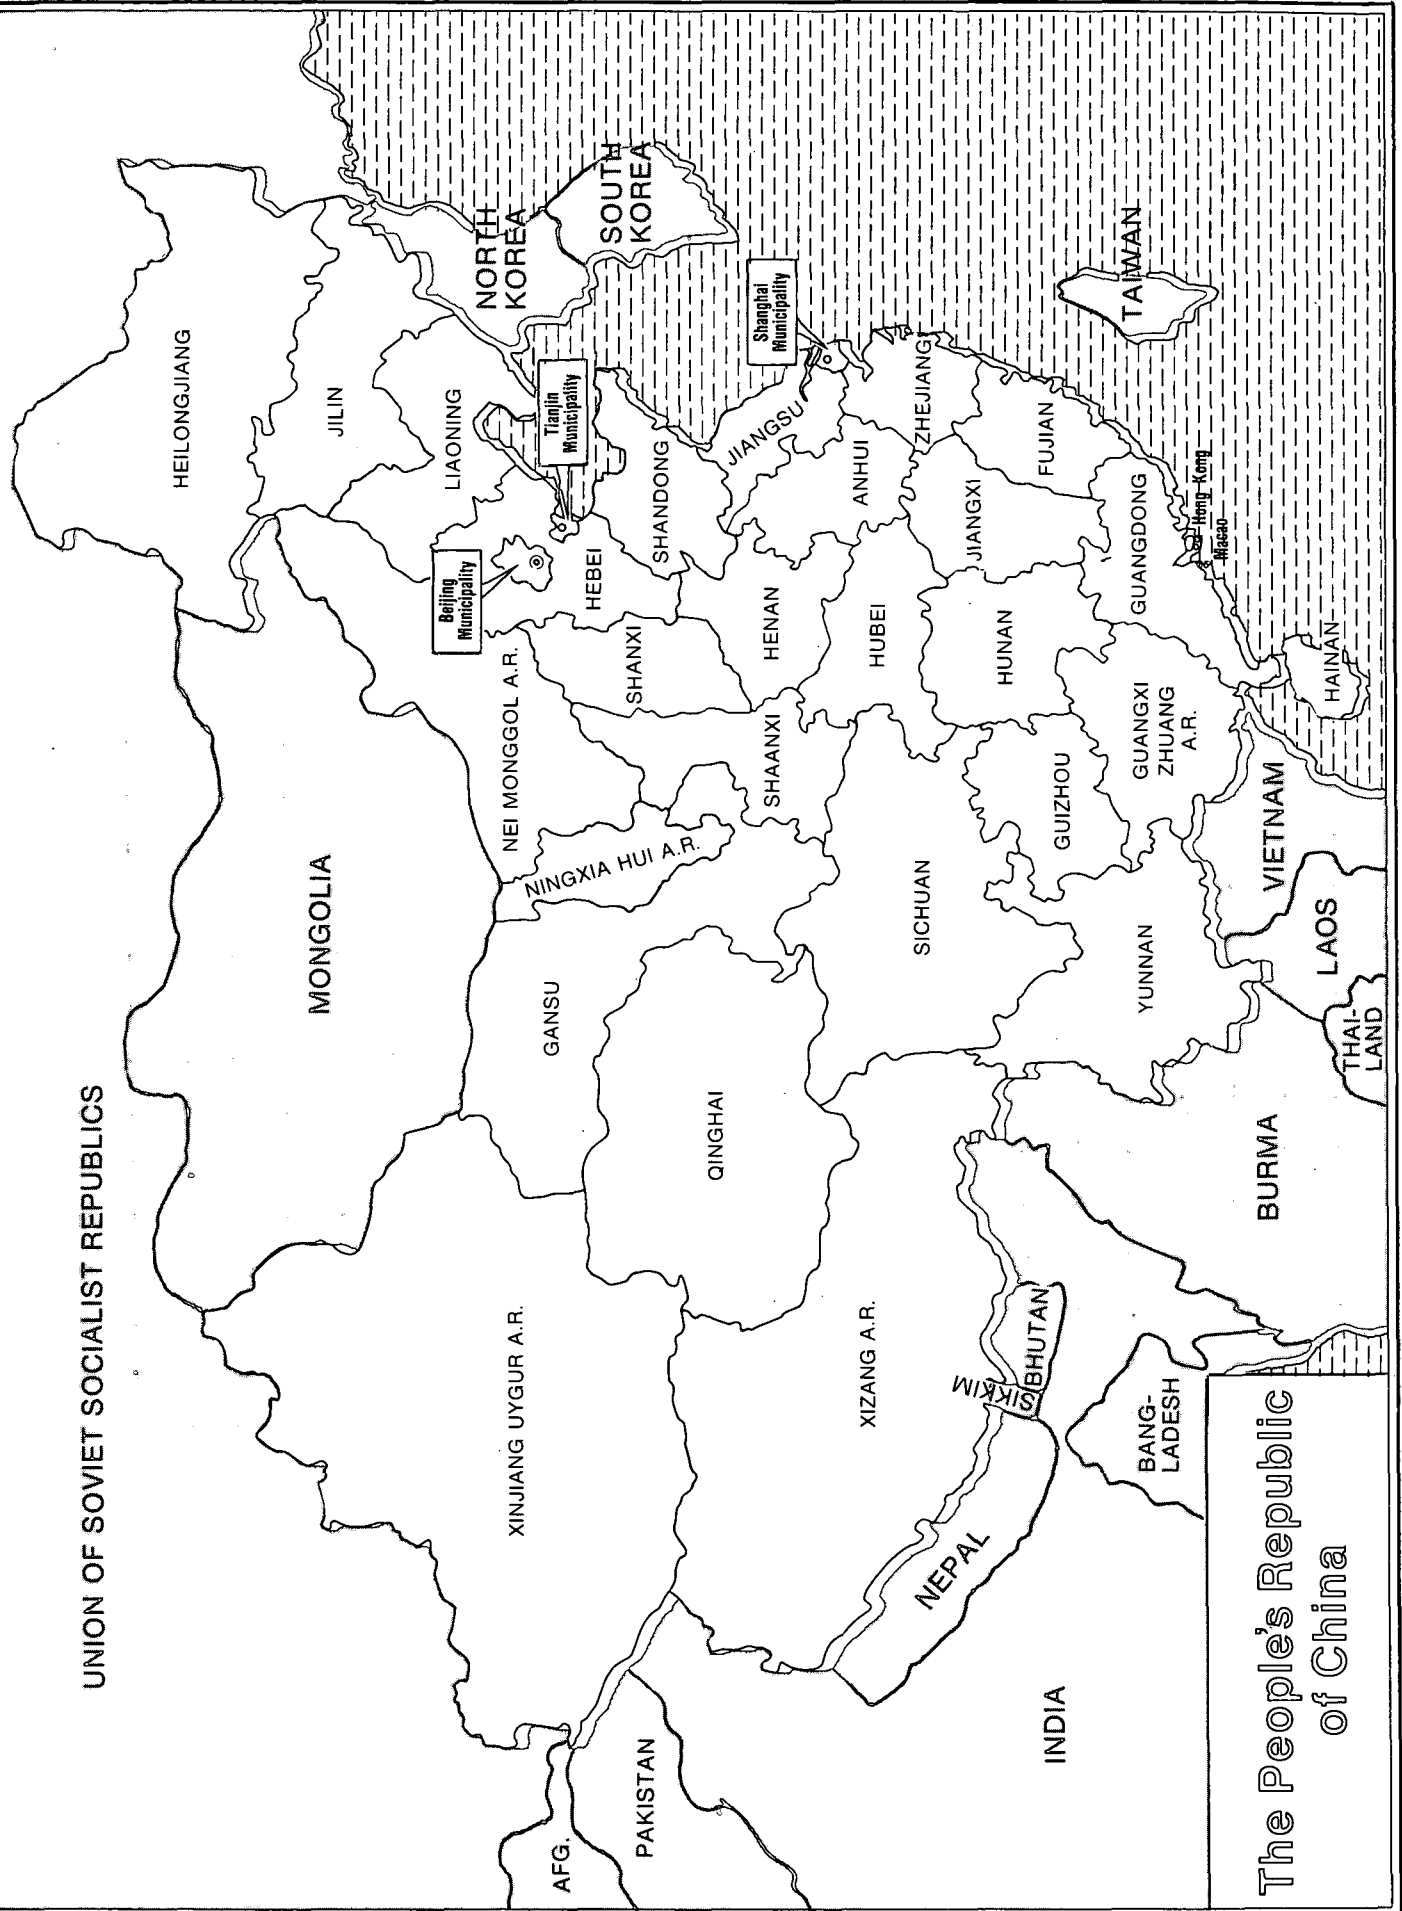 UNION OF SOVIET SOCIALIST REPUBLICS
HEILONGJIANG
MONGOLIA
JILIN
LIAONING
NORTH
KOREA
SOUTH
KOREA
Beijing
Municipality
Tianjin
Municipality
NEI MONGGOL A.R.
XINJIANG UYGUR A.R.
GANSU
NINGXIA HUI A.R.
HEBEI
SHANXI
SHANDONG
AFG.
PAKISTAN
QINGHAI
SHAANXI
HENAN
JIANGSU
Shanghai
Municipality
XIZANG A.R.
SICHUAN
HUBEI
ANHUI
ZHEJIANG
NEPAL
SIKKIM
SIKKIM
BHUTAN
HUNAN
JIANGXI
FUJIAN
GUIZHOU
INDIA
BANG-
LADESH
YUNNAN
GUANGXI
ZHUANG
A.R.
GUANGDONG
TAIWAN
Hong Kong
Macao
BURMA
VIETNAM
LAOS
THAI-
LAND
HAINAN
The People's Republic
of China